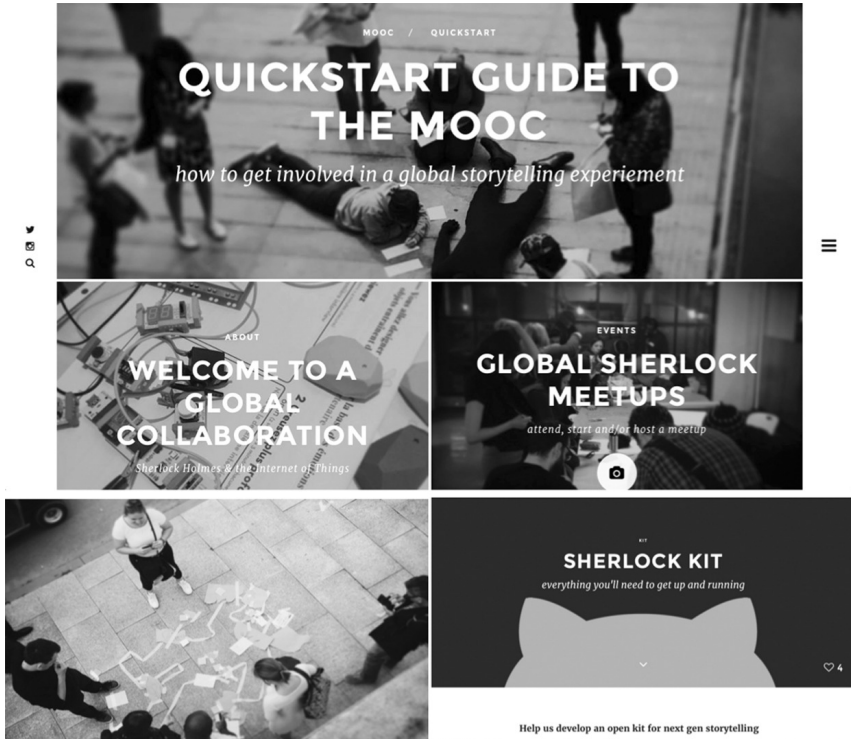 MOOC / QUICKSTART
QUICKSTART GUIDE TO
THE MOOC
how to get involved in a global storytelling experiement
ABOUT
WELCOME TO A
GLOBAL
COLLABORATION
Sherlock Holmes & the Internet of Things
EVENTS
GLOBAL SHERLOCK
MEETUPS
attend, start and/or host a meetup
KIT
SHERLOCK KIT
everything you'll need to get up and running
4
Help us develop an open kit for next gen storytelling